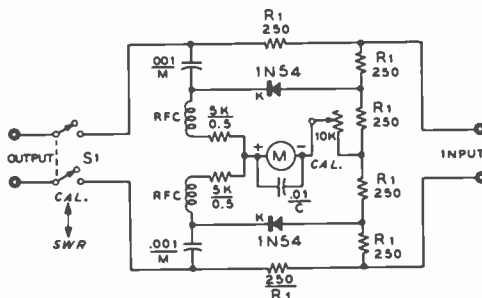 R1
250
.001
M
1N54
K
R1
250
RFC
5K
0.5
R1
250
10K
+
M
-
OUTPUT
S1
INPUT
CAL.
CAL.
SWR
RFC
5K
0.5
.01
C
R1
250
K
1N54
.001
M
R1
250
250
R1